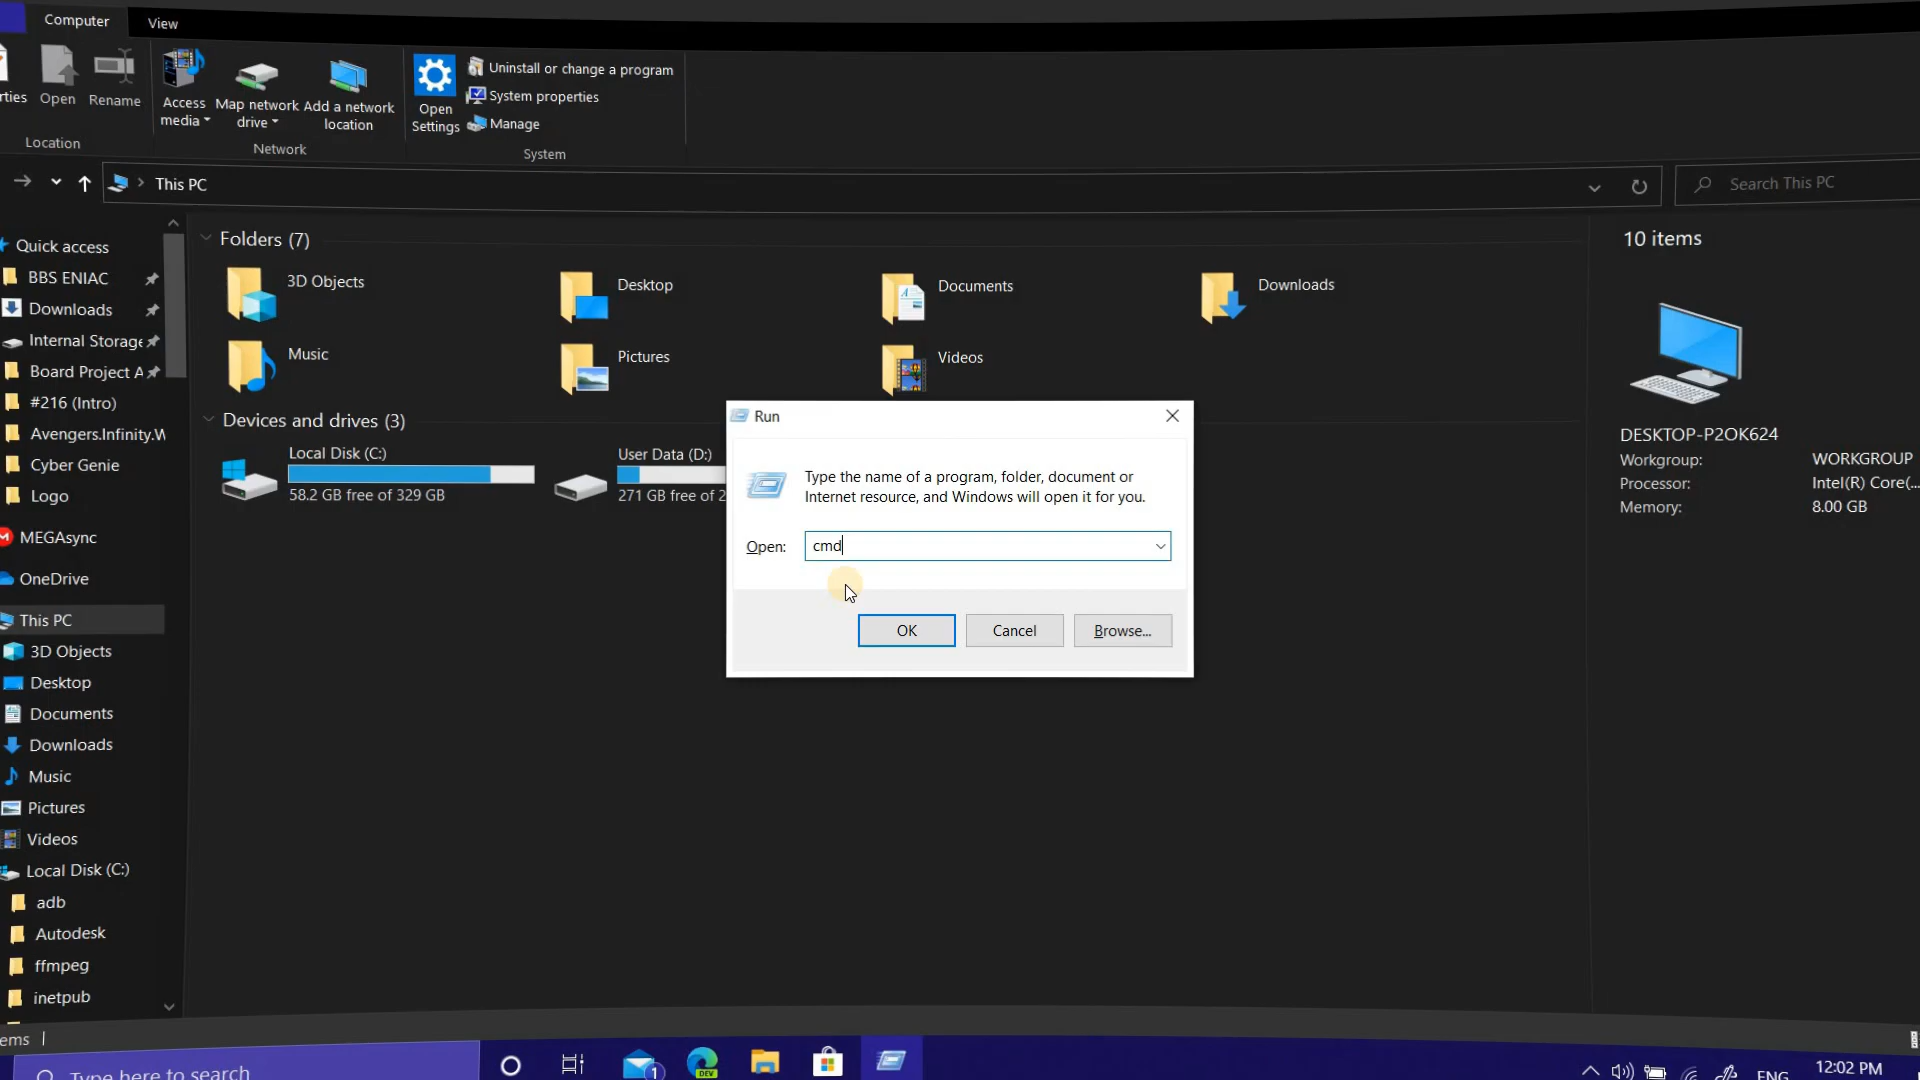 Computer
View
Open
Rename
Location
Access
media
Map network
drive
Add a network
location
Network
Open
Settings
Uninstall or change a program
System properties
Manage
System
This PC
Search This PC
Quick access
BBS ENIAC
Downloads
Internal Storage
Board Project A
#216 (Intro)
Avengers.Infinity.W
Cyber Genie
Logo
MEGAsync
OneDrive
This PC
3D Objects
Desktop
Documents
Downloads
Music
Pictures
Videos
Local Disk (C:)
adb
Autodesk
ffmpeg
inetpub
Folders (7)
3D Objects
Desktop
Documents
Downloads
Music
Pictures
Videos
Devices and drives (3)
Local Disk (C:)
58.2 GB free of 329 GB
User Data (D:)
271 GB free of 2
Run
Type the name of a program, folder, document or
Internet resource, and Windows will open it for you.
Open:
cmd
OK
Cancel
Browse...
10 items
DESKTOP-P2OK624
Workgroup: WORKGROUP
Processor: Intel(R) Core(...
Memory: 8.00 GB
Type here to search
1
DEV
ENG
12:02 PM